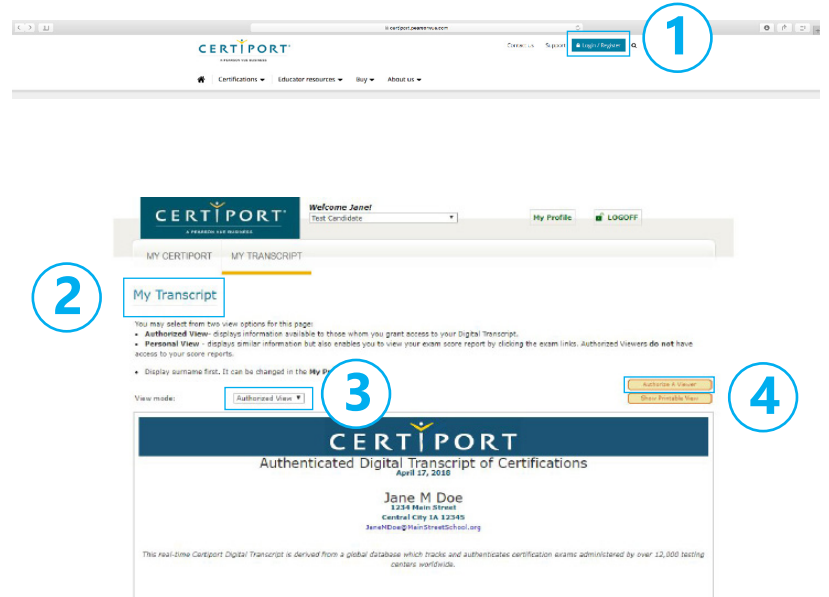 certiport.pearsonvue.com
CERTIPORT
A PEARSON VUE BUSINESS
Contact us Support Login / Register
1
Certifications Educator resources Buy About us
CERTIPORT
A PEARSON VUE BUSINESS
Welcome Jane!
Test Candidate
My Profile LOGOFF
MY CERTIPORT MY TRANSCRIPT
2
My Transcript
You may select from two view options for this page:
• Authorized View- displays information available to those whom you grant access to your Digital Transcript.
• Personal View - displays similar information but also enables you to view your exam score report by clicking the exam links. Authorized Viewers do not have
access to your score reports.
• Display surname first. It can be changed in the My
3
Authorize A Viewer
4
View mode: Authorized View
Show Printable View
CERTIPORT
Authenticated Digital Transcript of Certifications
April 17, 2018
Jane M Doe
1234 Main Street
Central City IA 12345
JaneMDoe@MainStreetSchool.org
This real-time Certiport Digital Transcript is derived from a global database which tracks and authenticates certification exams administered by over 12,000 testing
centers worldwide.